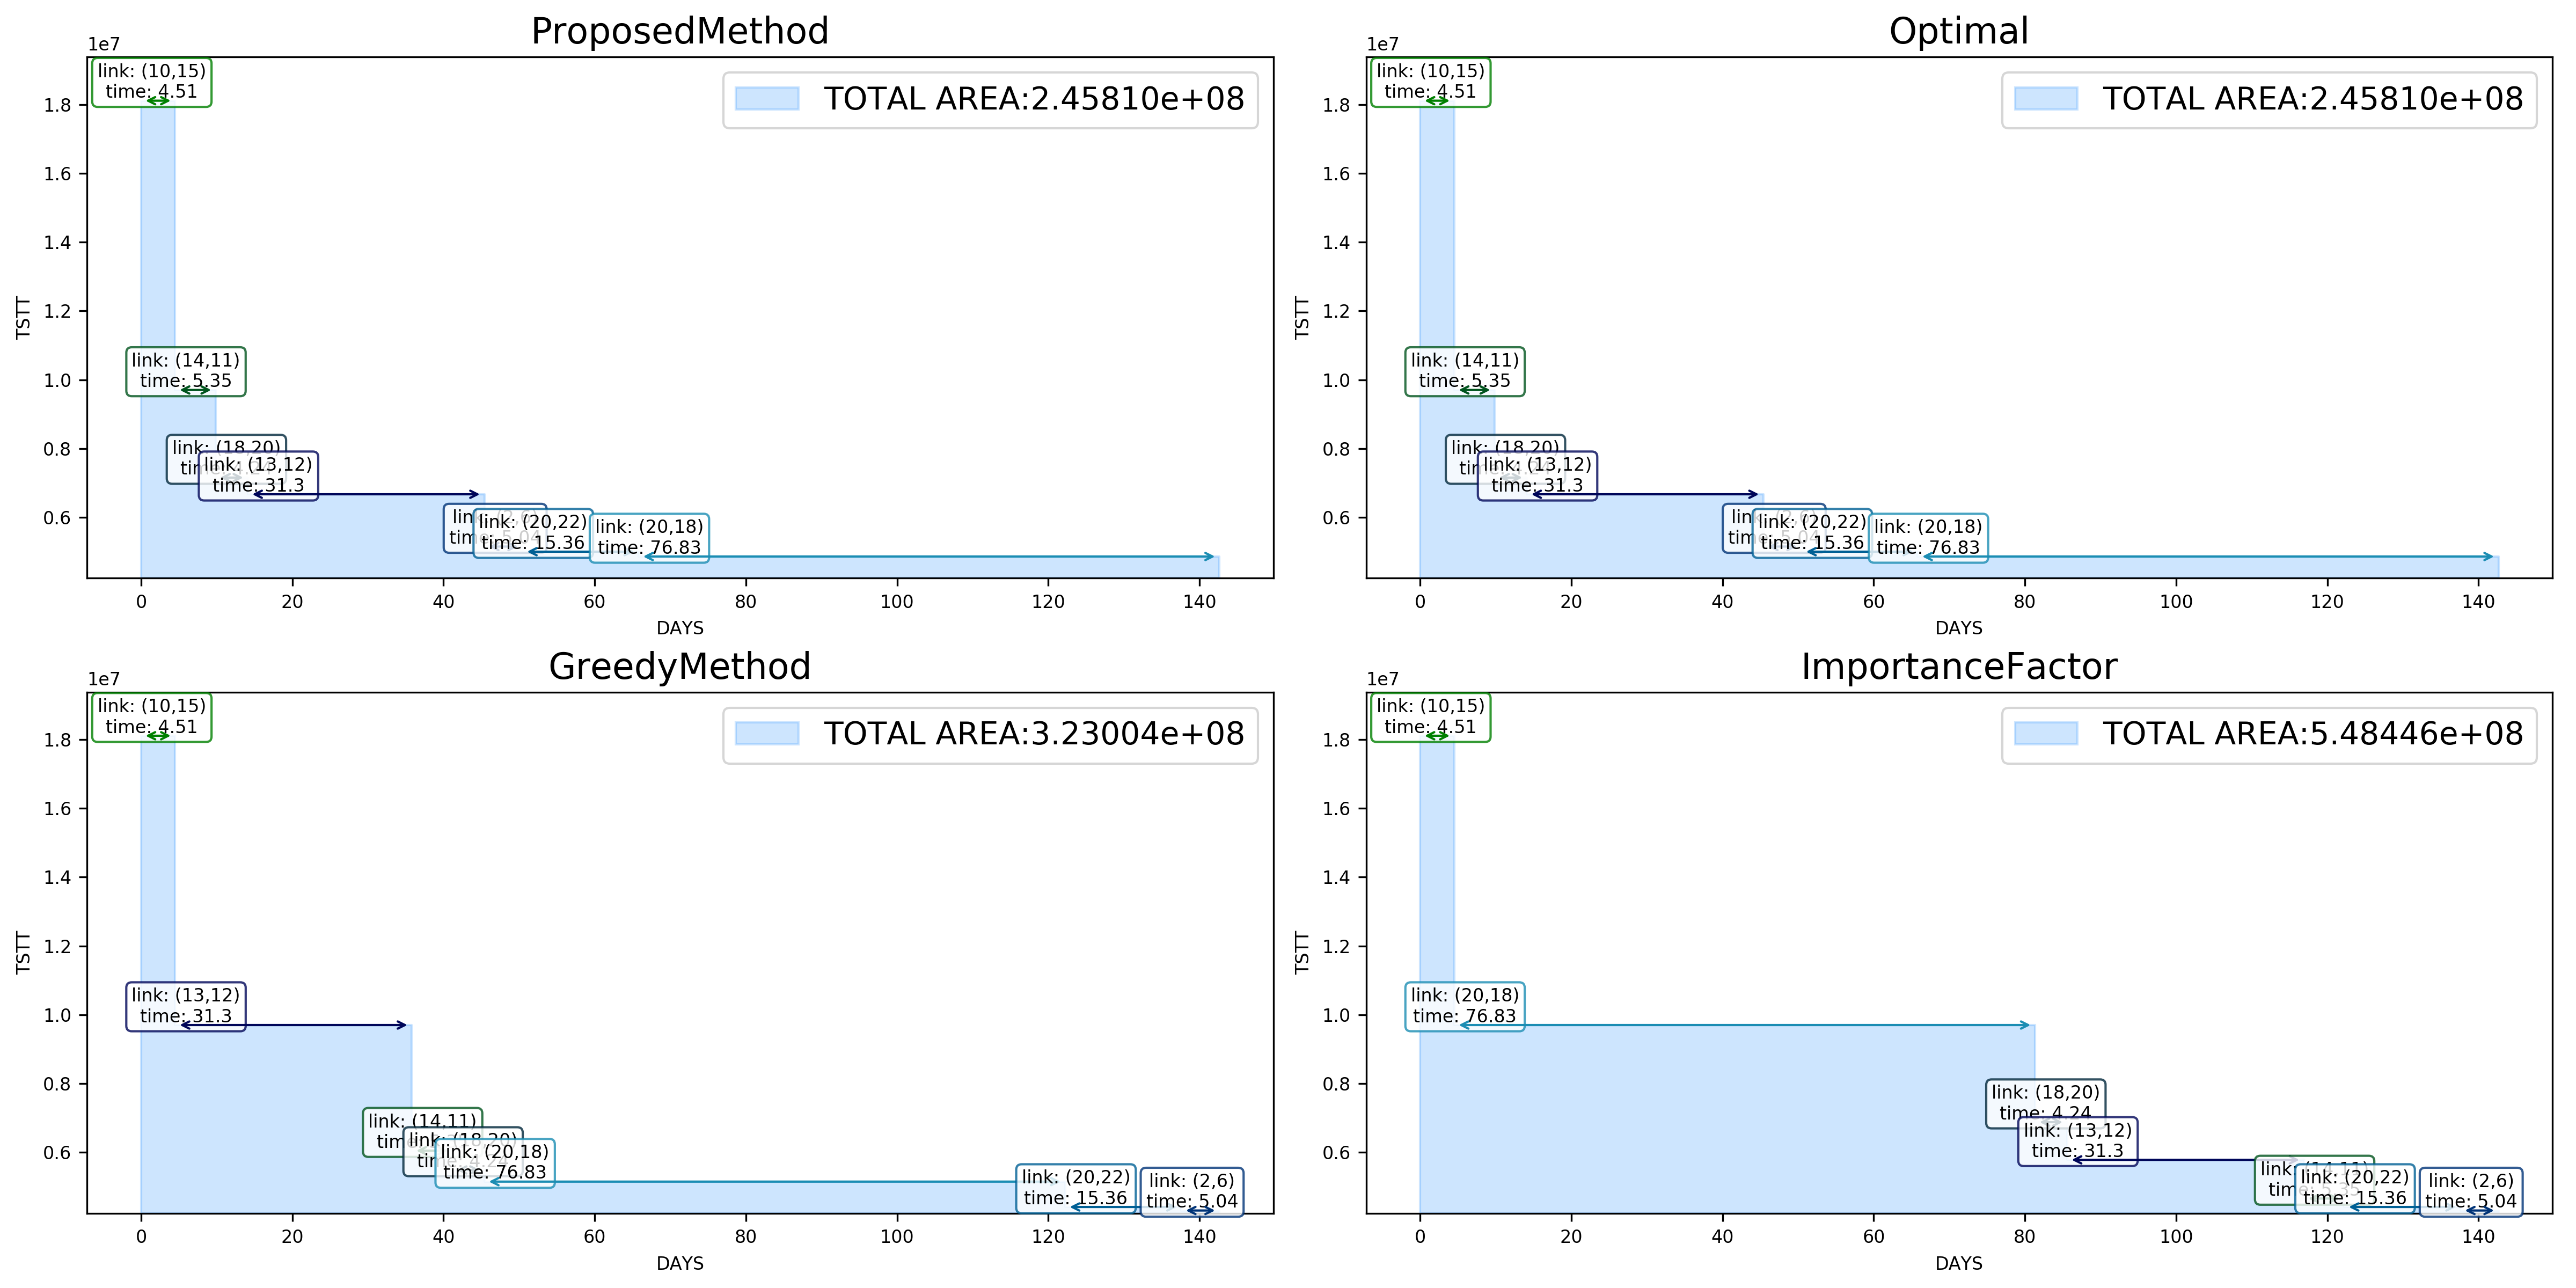 ProposedMethod
1e7
TOTAL AREA:2.45810e+08
link: (10,15)
time: 4.51
link: (14,11)
time: 5.35
link: (18,20)
link: (13,12)
time: 31.3
link: (20,22)
time: 15.36
link: (20,18)
time: 76.83
1.8
1.6
1.4
1.2
1.0
0.8
0.6
TSTT
0 20 40 60 80 100 120 140
DAYS
Optimal
1e7
TOTAL AREA:2.45810e+08
link: (10,15)
time: 4.51
link: (14,11)
time: 5.35
link: (18,20)
link: (13,12)
time: 31.3
link: (20,22)
time: 15.36
link: (20,18)
time: 76.83
1.8
1.6
1.4
1.2
1.0
0.8
0.6
TSTT
0 20 40 60 80 100 120 140
DAYS
GreedyMethod
1e7
TOTAL AREA:3.23004e+08
link: (10,15)
time: 4.51
link: (13,12)
time: 31.3
link: (14,11)
link: (18,20)
4.24
link: (20,18)
time: 76.83
link: (20,22)
time: 15.36
link: (2,6)
time: 5.04
1.8
1.6
1.4
1.2
1.0
0.8
0.6
TSTT
0 20 40 60 80 100 120 140
DAYS
ImportanceFactor
1e7
TOTAL AREA:5.48446e+08
link: (10,15)
time: 4.51
link: (20,18)
time: 76.83
link: (18,20)
time: 4.24
link: (13,12)
time: 31.3
link: (14,11)
link: (20,22)
time: 15.36
link: (2,6)
time: 5.04
1.8
1.6
1.4
1.2
1.0
0.8
0.6
TSTT
0 20 40 60 80 100 120 140
DAYS